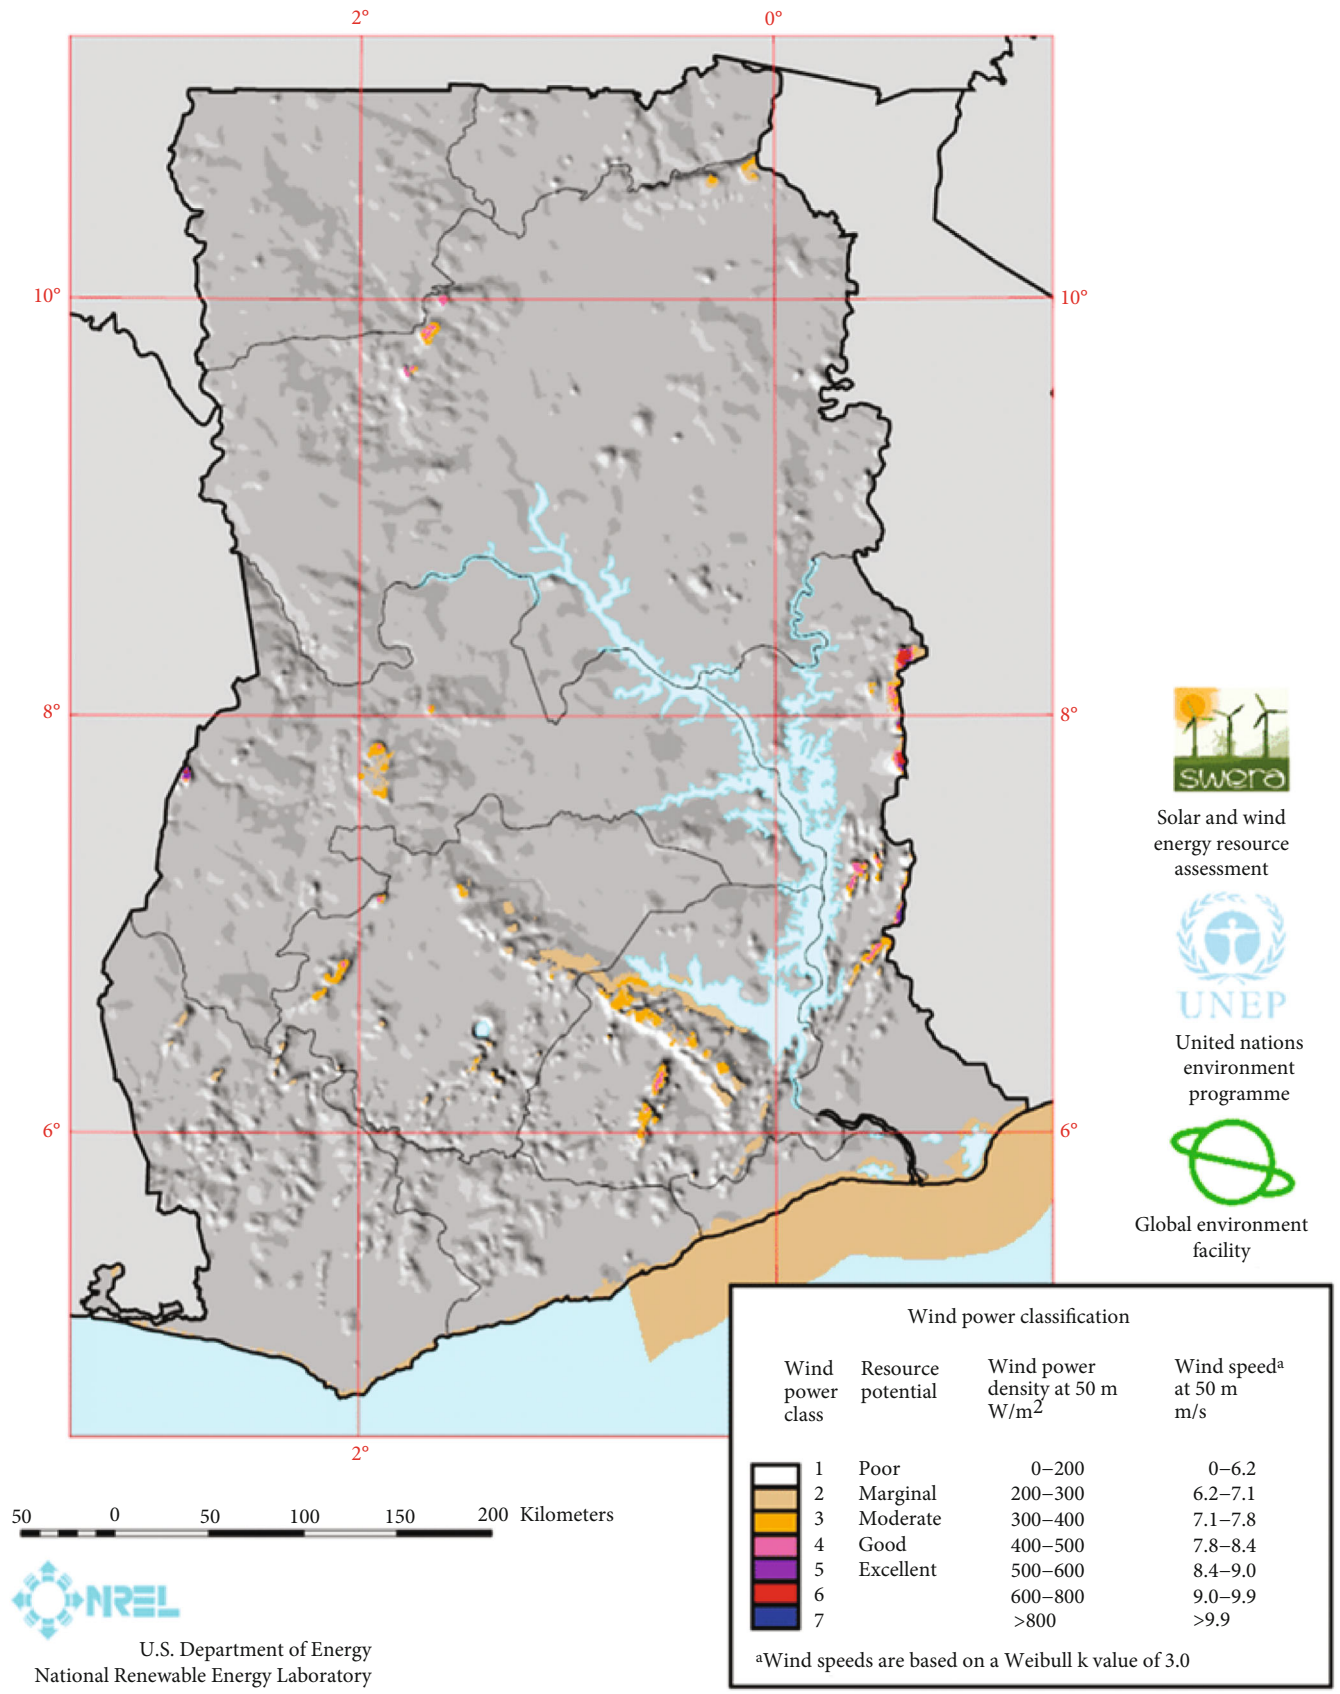 2° 0°
10° 10°
8° 8°
6° 6°
2°
swera
Solar and wind
energy resource
assessment
UNEP
United nations
environment
programme
Global environment
facility
Wind power classification
Wind power class Resource potential Wind power density at 50 m W/m2 Wind speedᵃ at 50 m m/s
1 Poor 0–200 0–6.2
2 Marginal 200–300 6.2–7.1
3 Moderate 300–400 7.1–7.8
4 Good 400–500 7.8–8.4
5 Excellent 500–600 8.4–9.0
6 600–800 9.0–9.9
7 >800 >9.9
ᵃWind speeds are based on a Weibull k value of 3.0
50 0 50 100 150 200 Kilometers
NREL
U.S. Department of Energy
National Renewable Energy Laboratory